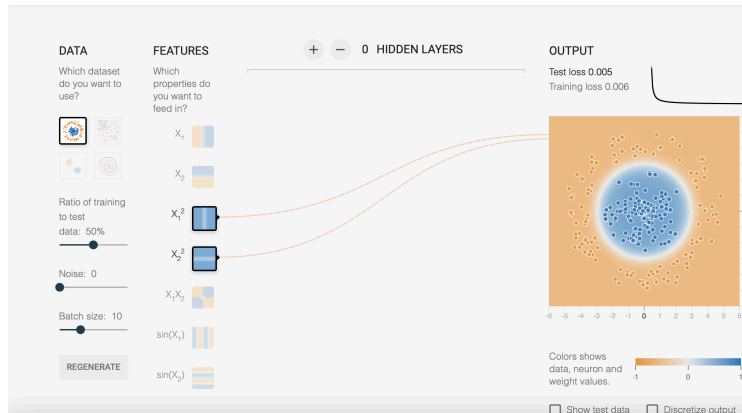 DATA
Which dataset
do you want to
use?
Ratio of training
to test
data: 50%
Noise: 0
Batch size: 10
REGENERATE
FEATURES
Which
properties do
you want to
feed in?
X₁
X₂
X₁²
X₂²
X₁X₂
sin(X₁)
sin(X₂)
+ − 0 HIDDEN LAYERS
OUTPUT
Test loss 0.005
Training loss 0.006
-6 -5 -4 -3 -2 -1 0 1 2 3 4 5 6
Colors shows
data, neuron and
weight values.
-1 0 1
Show test data Discretize output